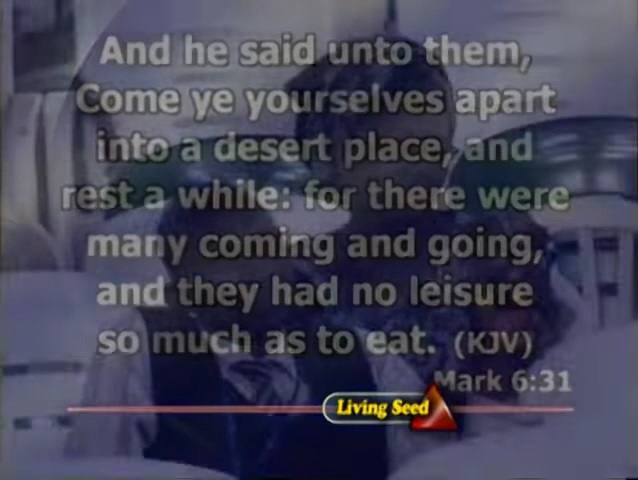 And he said unto them,
Come ye yourselves apart
into a desert place, and
rest a while: for there were
many coming and going,
and they had no leisure
so much as to eat. (KJV)
Mark 6:31
Living Seed